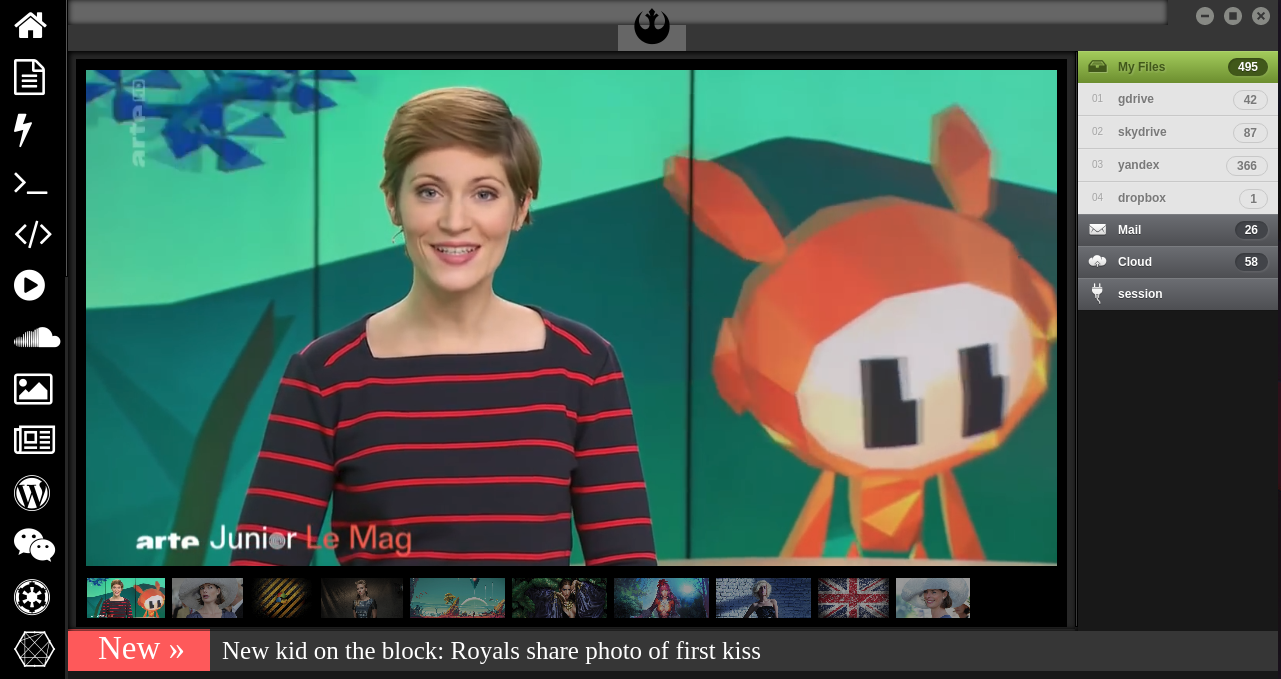 arte HD
My Files 495
01 gdrive 42
02 skydrive 87
03 yandex 366
04 dropbox 1
Mail 26
Cloud 58
session
arte Junior Le Mag
New » New kid on the block: Royals share photo of first kiss